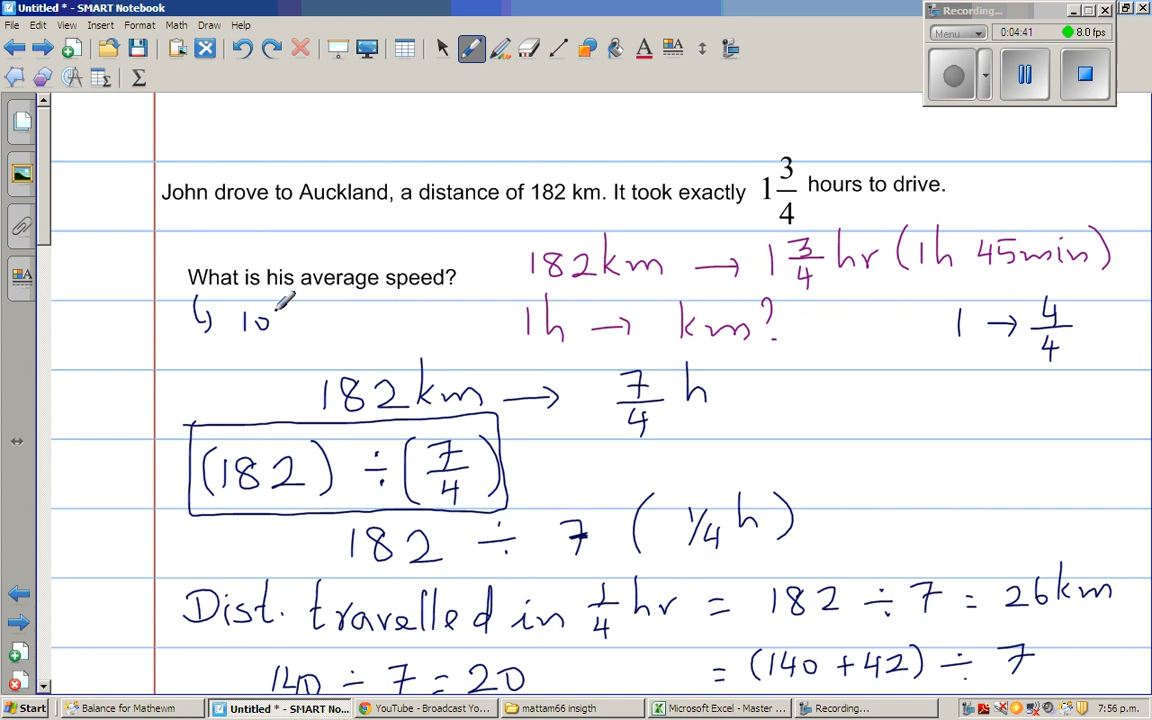 Untitled * - SMART Notebook
Recording...
File Edit View Insert Format Tools Math Draw Help
Menu 0:04:41 8.0 fps
John drove to Auckland, a distance of 182 km. It took exactly 1 3/4 hours to drive.
182km → 1 3/4 hr (1h 45min)
What is his average speed?
↳ 10
1h → km?
1 → 4/4
182km → 7/4 h
(182) ÷ (7/4)
182 ÷ 7 (1/4 h)
Dist. travelled in 1/4 hr = 182 ÷ 7 = 26km
140 ÷ 7 = 20 = (140 + 42) ÷ 7
Start Balance for Mathewm Untitled * - SMART No... YouTube - Broadcast Yo... mattam66 insigth Microsoft Excel - Master ... Recording... 7:56 p.m.